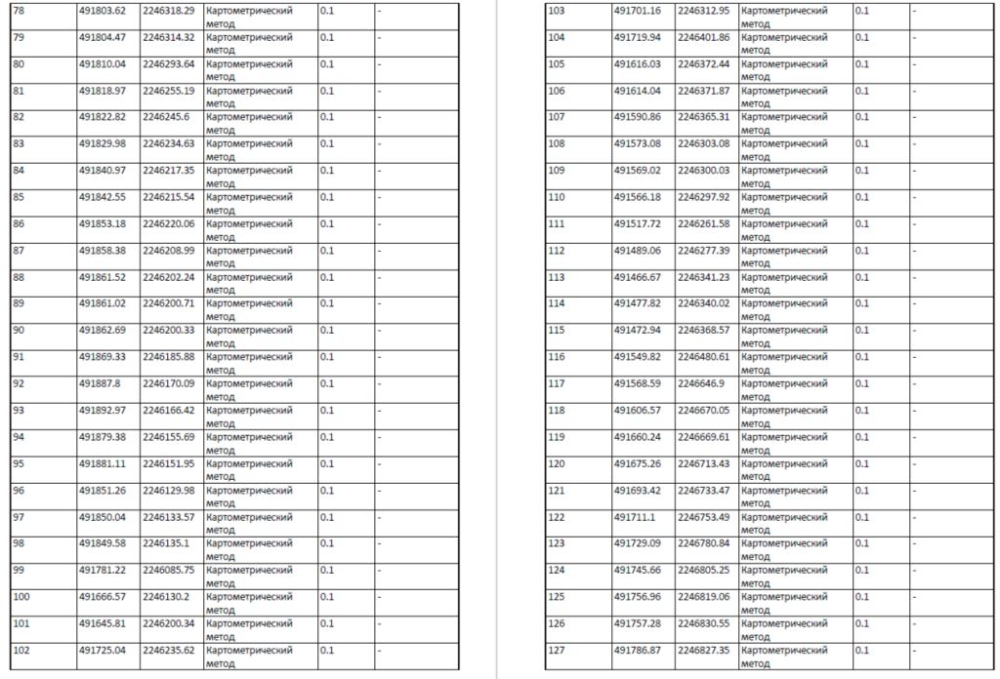 78 491803.62 2246318.29 Картометрический 0.1 -
метод
79 491804.47 2246314.32 Картометрический 0.1 -
метод
80 491810.04 2246293.64 Картометрический 0.1 -
метод
81 491818.97 2246255.19 Картометрический 0.1 -
метод
82 491822.82 2246245.6 Картометрический 0.1 -
метод
83 491829.98 2246234.63 Картометрический 0.1 -
метод
84 491840.97 2246217.35 Картометрический 0.1 -
метод
85 491842.55 2246215.54 Картометрический 0.1 -
метод
86 491853.18 2246220.06 Картометрический 0.1 -
метод
87 491858.38 2246208.99 Картометрический 0.1 -
метод
88 491861.52 2246202.24 Картометрический 0.1 -
метод
89 491861.02 2246200.71 Картометрический 0.1 -
метод
90 491862.69 2246200.33 Картометрический 0.1 -
метод
91 491869.33 2246185.88 Картометрический 0.1 -
метод
92 491887.8 2246170.09 Картометрический 0.1 -
метод
93 491892.97 2246166.42 Картометрический 0.1 -
метод
94 491879.38 2246155.69 Картометрический 0.1 -
метод
95 491881.11 2246151.95 Картометрический 0.1 -
метод
96 491851.26 2246129.98 Картометрический 0.1 -
метод
97 491850.04 2246133.57 Картометрический 0.1 -
метод
98 491849.58 2246135.1 Картометрический 0.1 -
метод
99 491781.22 2246085.75 Картометрический 0.1 -
метод
100 491666.57 2246130.2 Картометрический 0.1 -
метод
101 491645.81 2246200.34 Картометрический 0.1 -
метод
102 491725.04 2246235.62 Картометрический 0.1 -
метод
103 491701.16 2246312.95 Картометрический 0.1 -
метод
104 491719.94 2246401.86 Картометрический 0.1 -
метод
105 491616.03 2246372.44 Картометрический 0.1 -
метод
106 491614.04 2246371.87 Картометрический 0.1 -
метод
107 491590.86 2246365.31 Картометрический 0.1 -
метод
108 491573.08 2246303.08 Картометрический 0.1 -
метод
109 491569.02 2246300.03 Картометрический 0.1 -
метод
110 491566.18 2246297.92 Картометрический 0.1 -
метод
111 491517.72 2246261.58 Картометрический 0.1 -
метод
112 491489.06 2246277.39 Картометрический 0.1 -
метод
113 491466.67 2246341.23 Картометрический 0.1 -
метод
114 491477.82 2246340.02 Картометрический 0.1 -
метод
115 491472.94 2246368.57 Картометрический 0.1 -
метод
116 491549.82 2246480.61 Картометрический 0.1 -
метод
117 491568.59 2246646.9 Картометрический 0.1 -
метод
118 491606.57 2246670.05 Картометрический 0.1 -
метод
119 491660.24 2246669.61 Картометрический 0.1 -
метод
120 491675.26 2246713.43 Картометрический 0.1 -
метод
121 491693.42 2246733.47 Картометрический 0.1 -
метод
122 491711.1 2246753.49 Картометрический 0.1 -
метод
123 491729.09 2246780.84 Картометрический 0.1 -
метод
124 491745.66 2246805.25 Картометрический 0.1 -
метод
125 491756.96 2246819.06 Картометрический 0.1 -
метод
126 491757.28 2246830.55 Картометрический 0.1 -
метод
127 491786.87 2246827.35 Картометрический 0.1 -
метод